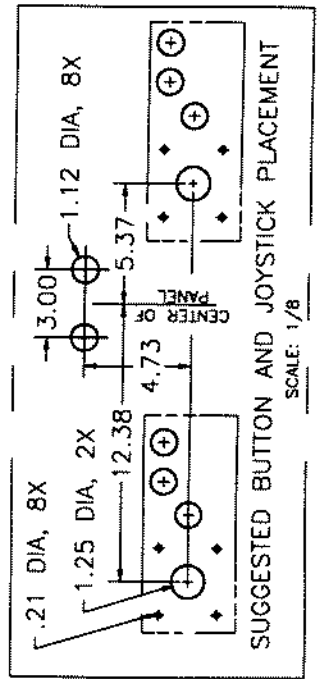 .21 DIA, 8X
1.25 DIA, 2X
3.00
1.12 DIA, 8X
12.38
5.37
4.73
CENTER OF
PANEL
SUGGESTED BUTTON AND JOYSTICK PLACEMENT
SCALE: 1/8